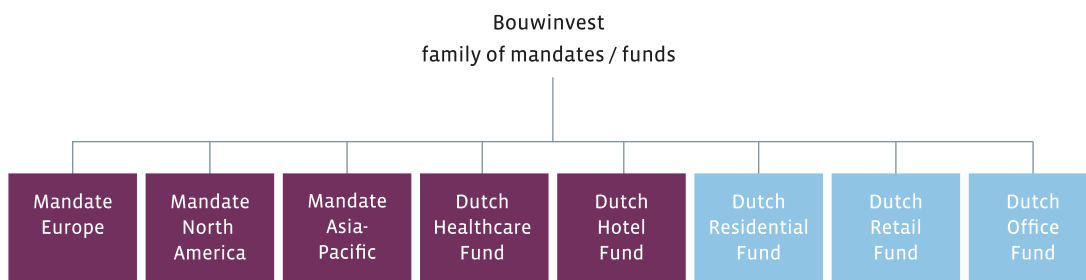 Bouwinvest
family of mandates / funds
Mandate
Europe
Mandate
North
America
Mandate
Asia-
Pacific
Dutch
Healthcare
Fund
Dutch
Hotel
Fund
Dutch
Residential
Fund
Dutch
Retail
Fund
Dutch
Office
Fund